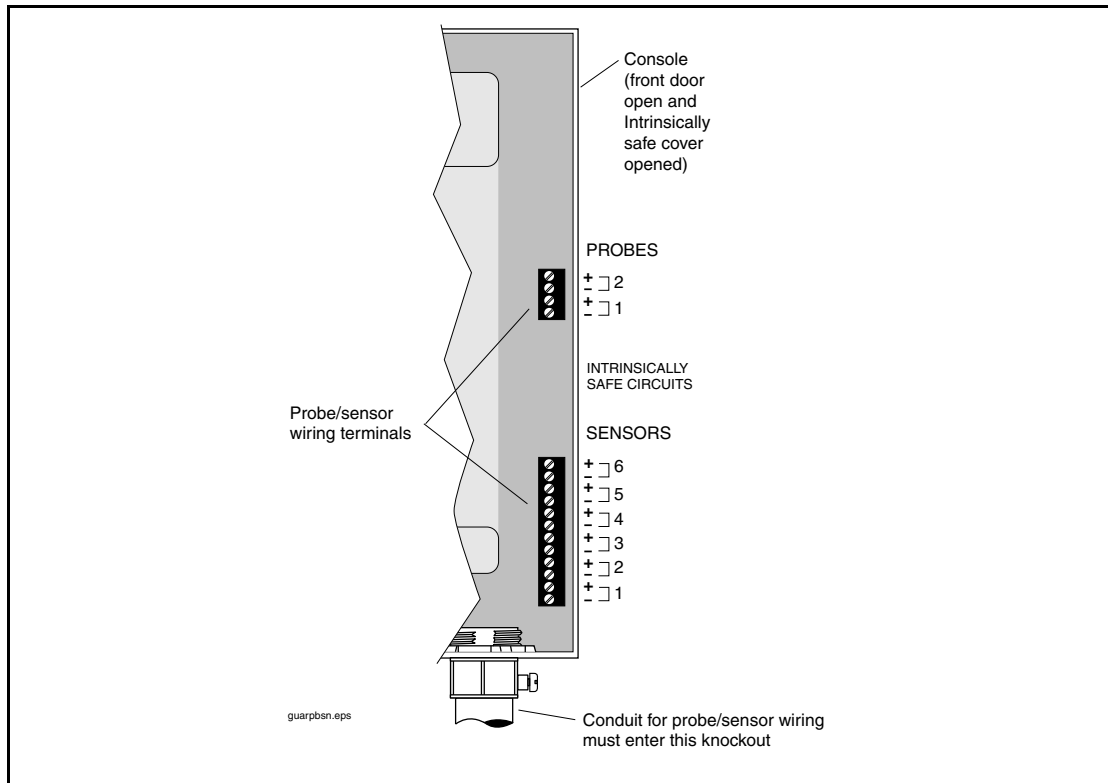 Console
(front door
open and
Intrinsically
safe cover
opened)
PROBES
+
- 2
+
- 1
INTRINSICALLY
SAFE CIRCUITS
Probe/sensor
wiring terminals
SENSORS
+
- 6
+
- 5
+
- 4
+
- 3
+
- 2
+
- 1
guarpbsn.eps
Conduit for probe/sensor wiring
must enter this knockout